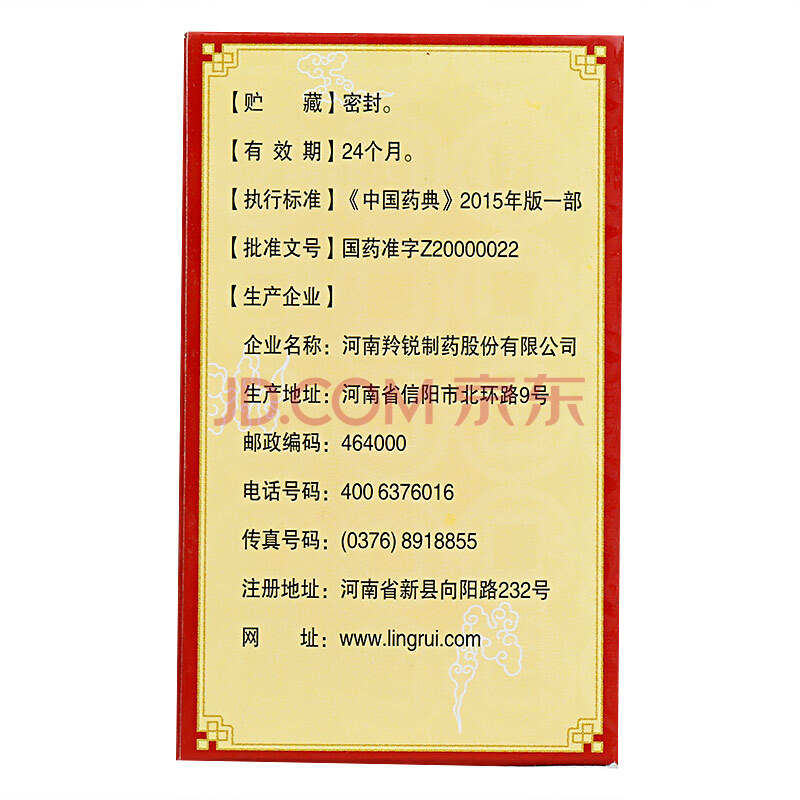 【贮 藏】密封。
【有 效 期】24个月。
【执行标准】《中国药典》2015年版一部
【批准文号】国药准字Z20000022
【生产企业】
企业名称：河南羚锐制药股份有限公司
生产地址：河南省信阳市北环路9号
JD.COM 京东
邮政编码：464000
电话号码：400 6376016
传真号码：(0376) 8918855
注册地址：河南省新县向阳路232号
网 址：www.lingrui.com